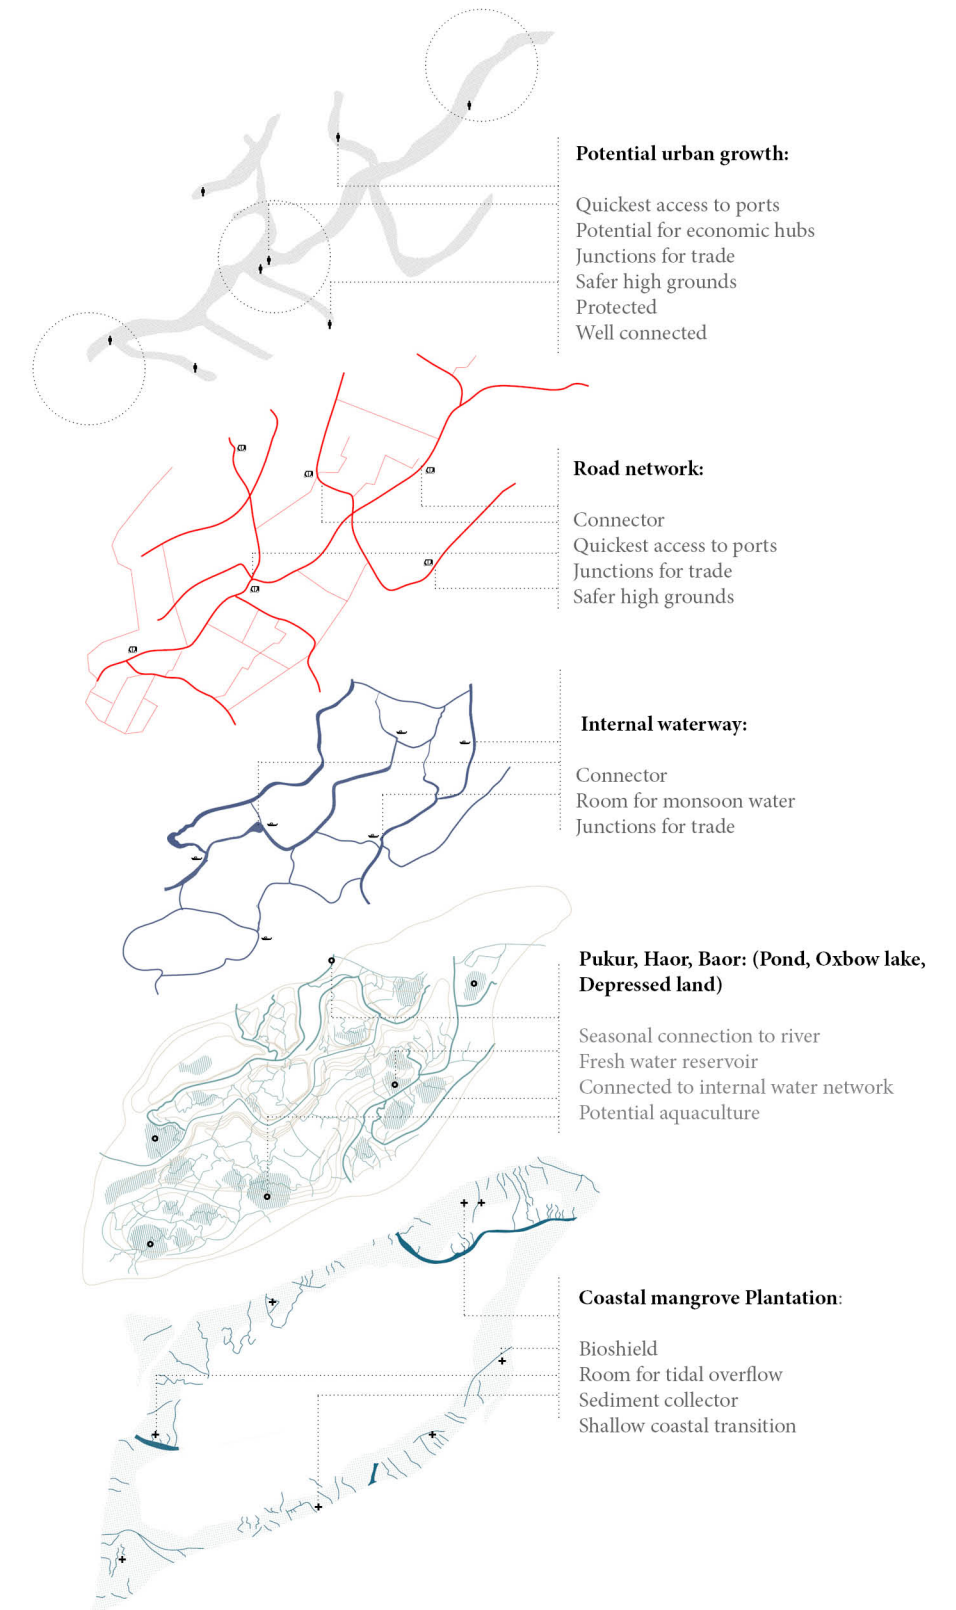 Potential urban growth:
Quickest access to ports
Potential for economic hubs
Junctions for trade
Safer high grounds
Protected
Well connected
Road network:
Connector
Quickest access to ports
Junctions for trade
Safer high grounds
Internal waterway:
Connector
Room for monsoon water
Junctions for trade
Pukur, Haor, Baor: (Pond, Oxbow lake,
Depressed land)
Seasonal connection to river
Fresh water reservoir
Connected to internal water network
Potential aquaculture
Coastal mangrove Plantation:
Bioshield
Room for tidal overflow
Sediment collector
Shallow coastal transition